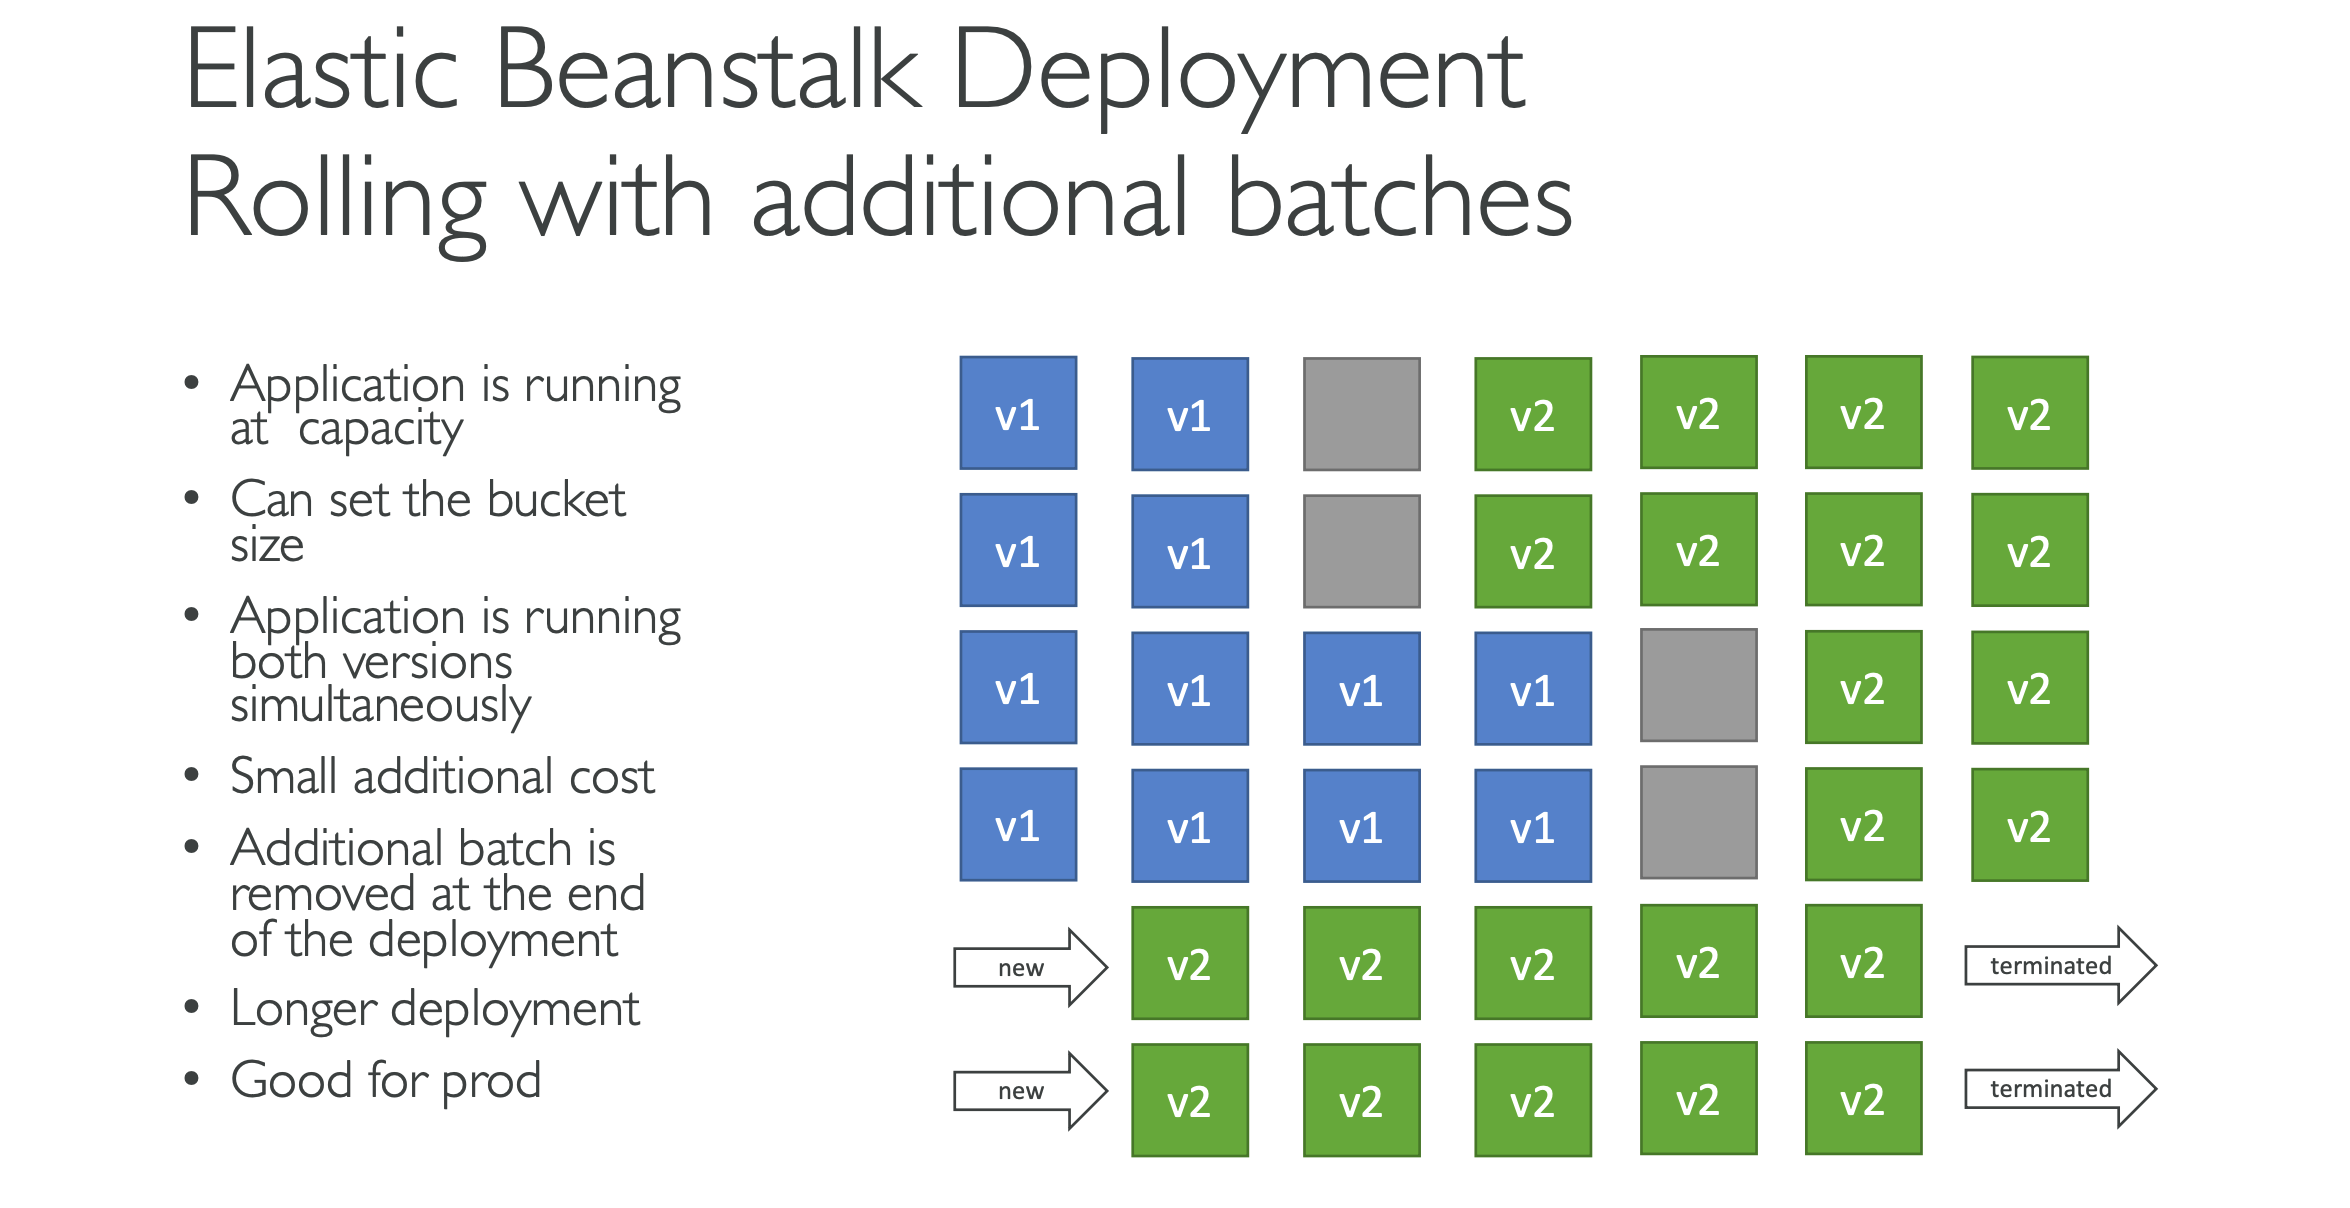 Elastic Beanstalk Deployment
Rolling with additional batches
• Application is running
at capacity
• Can set the bucket
size
• Application is running
both versions
simultaneously
• Small additional cost
• Additional batch is
removed at the end
of the deployment
• Longer deployment
• Good for prod
v1 v1 v2 v2 v2 v2
v1 v1 v2 v2 v2 v2
v1 v1 v1 v1 v2 v2
v1 v1 v1 v1 v2 v2
new v2 v2 v2 v2 v2 terminated
new v2 v2 v2 v2 v2 terminated